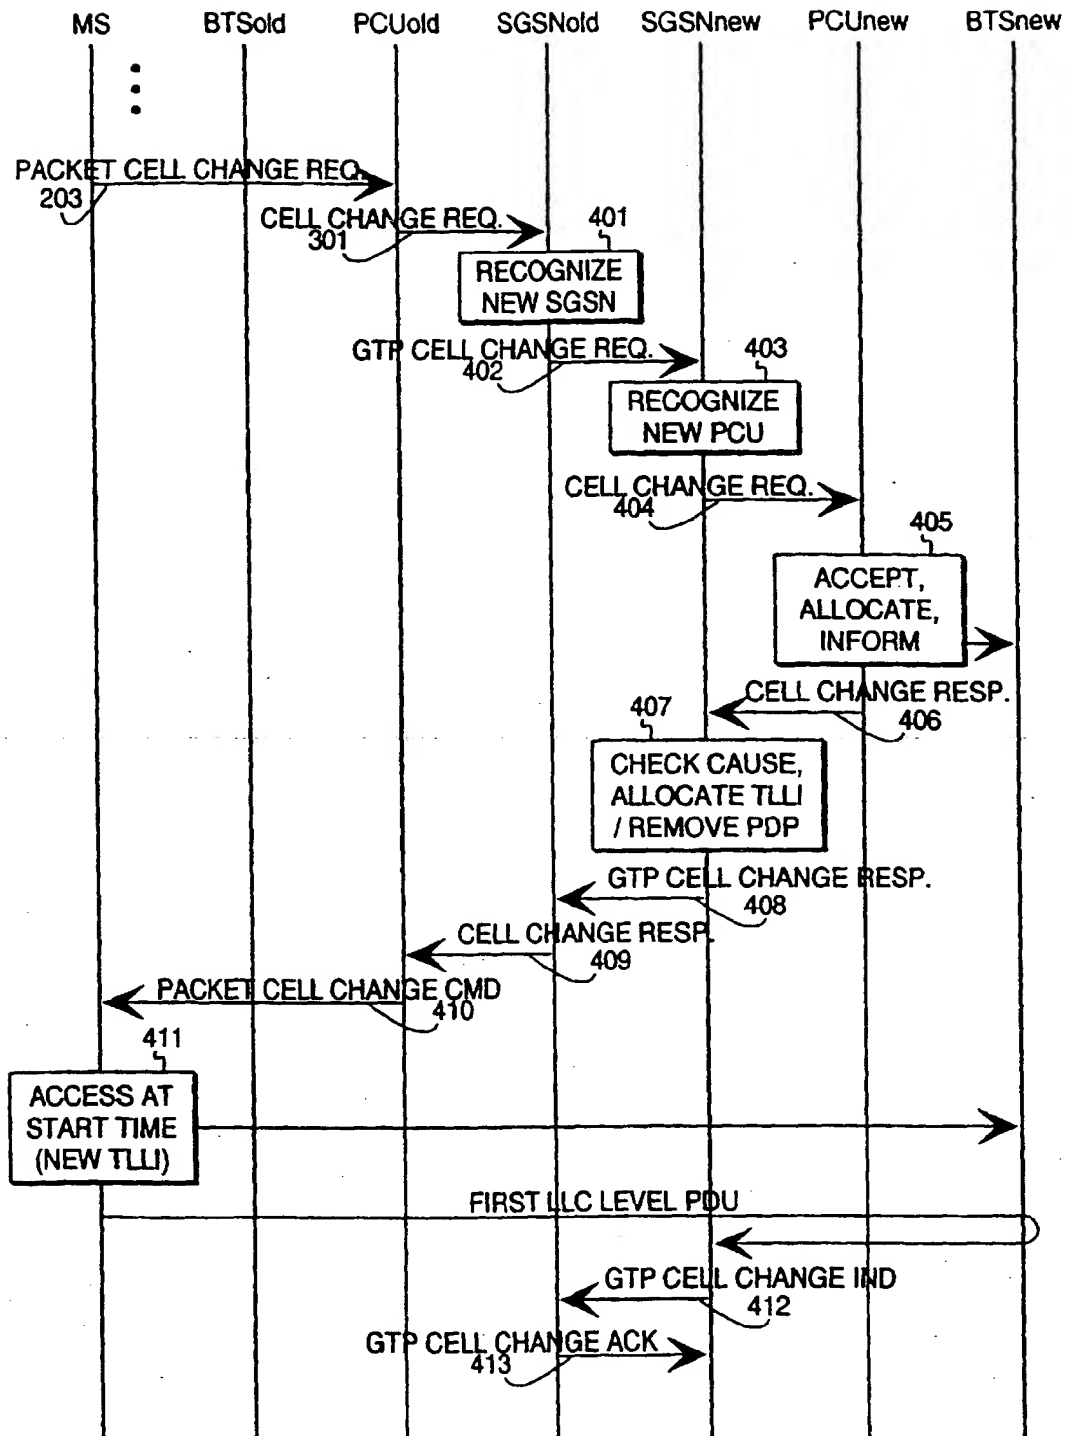 MS BTSold PCUold SGSNold SGSNnew PCUnew BTSnew
PACKET CELL CHANGE REQ.
203
CELL CHANGE REQ.
301
401
RECOGNIZE
NEW SGSN
GTP CELL CHANGE REQ.
402
403
RECOGNIZE
NEW PCU
CELL CHANGE REQ.
404
405
ACCEPT,
ALLOCATE,
INFORM
CELL CHANGE RESP.
406
407
CHECK CAUSE,
ALLOCATE TLLI
/ REMOVE PDP
GTP CELL CHANGE RESP.
408
CELL CHANGE RESP.
409
PACKET CELL CHANGE CMD
410
411
ACCESS AT
START TIME
(NEW TLLI)
FIRST LLC LEVEL PDU
GTP CELL CHANGE IND
412
GTP CELL CHANGE ACK
413